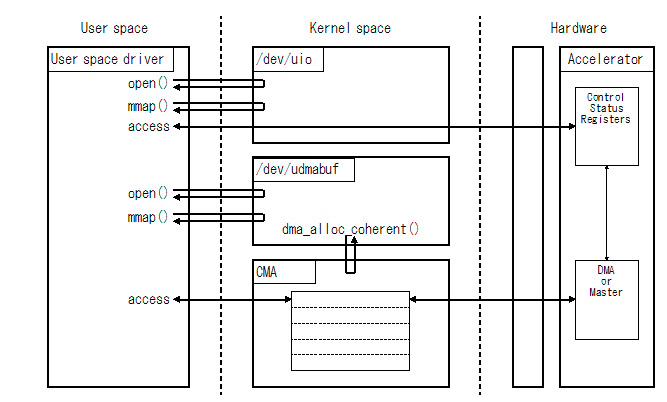 User space
Kernel space
Hardware
User space driver
/dev/uio
Accelerator
open()
mmap()
access
Control
Status
Registers
/dev/udmabuf
open()
mmap()
dma_alloc_coherent()
CMA
access
DMA
or
Master